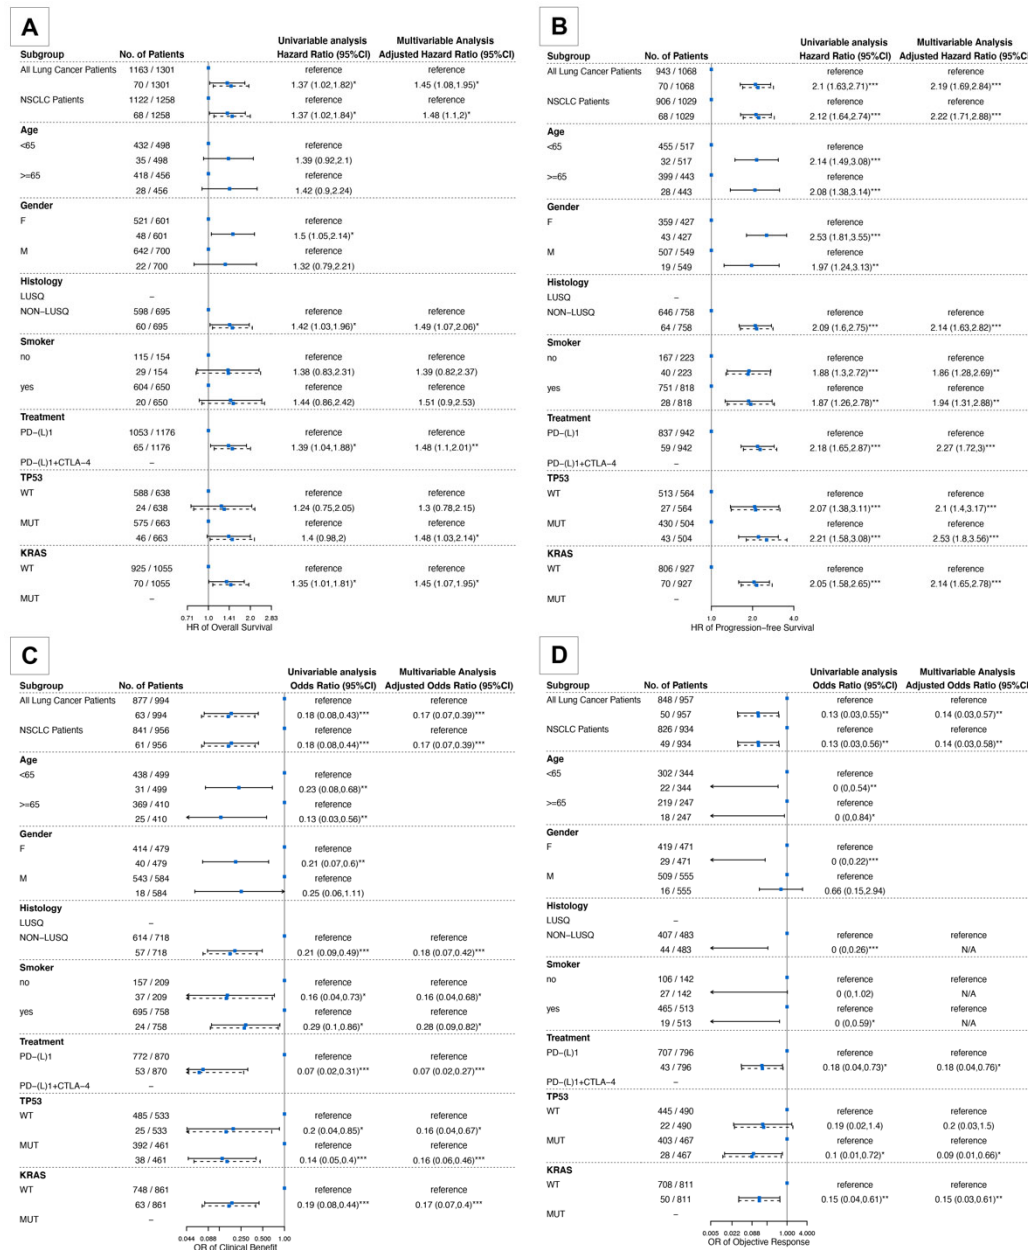 A
Univariable analysis Multivariable Analysis
Subgroup No. of Patients Hazard Ratio (95%CI) Adjusted Hazard Ratio (95%CI)
All Lung Cancer Patients 1163 / 1301 reference reference
70 / 1301 1.37 (1.02,1.82)* 1.45 (1.08,1.95)*
NSCLC Patients 1122 / 1258 reference reference
68 / 1258 1.37 (1.02,1.84)* 1.48 (1.1,2)*
Age
<65 432 / 498 reference
35 / 498 1.39 (0.92,2.1)
>=65 418 / 456 reference
28 / 456 1.42 (0.9,2.24)
Gender
F 521 / 601 reference
48 / 601 1.5 (1.05,2.14)*
M 642 / 700 reference
22 / 700 1.32 (0.79,2.21)
Histology
LUSQ –
NON−LUSQ 598 / 695 reference reference
60 / 695 1.42 (1.03,1.96)* 1.49 (1.07,2.06)*
Smoker
no 115 / 154 reference reference
29 / 154 1.38 (0.83,2.31) 1.39 (0.82,2.37)
yes 604 / 650 reference reference
20 / 650 1.44 (0.86,2.42) 1.51 (0.9,2.53)
Treatment
PD−(L)1 1053 / 1176 reference reference
65 / 1176 1.39 (1.04,1.88)* 1.48 (1.1,2.01)**
PD−(L)1+CTLA−4 –
TP53
WT 588 / 638 reference reference
24 / 638 1.24 (0.75,2.05) 1.3 (0.78,2.15)
MUT 575 / 663 reference reference
46 / 663 1.4 (0.98,2) 1.48 (1.03,2.14)*
KRAS
WT 925 / 1055 reference reference
70 / 1055 1.35 (1.01,1.81)* 1.45 (1.07,1.95)*
MUT –
0.71 1.0 1.41 2.0 2.83
HR of Overall Survival
B
Univariable analysis Multivariable Analysis
Subgroup No. of Patients Hazard Ratio (95%CI) Adjusted Hazard Ratio (95%CI)
All Lung Cancer Patients 943 / 1068 reference reference
70 / 1068 2.1 (1.63,2.71)*** 2.19 (1.69,2.84)***
NSCLC Patients 906 / 1029 reference reference
68 / 1029 2.12 (1.64,2.74)*** 2.22 (1.71,2.88)***
Age
<65 455 / 517 reference
32 / 517 2.14 (1.49,3.08)***
>=65 399 / 443 reference
28 / 443 2.08 (1.38,3.14)***
Gender
F 359 / 427 reference
43 / 427 2.53 (1.81,3.55)***
M 507 / 549 reference
19 / 549 1.97 (1.24,3.13)**
Histology
LUSQ –
NON−LUSQ 646 / 758 reference reference
64 / 758 2.09 (1.6,2.75)*** 2.14 (1.63,2.82)***
Smoker
no 167 / 223 reference reference
40 / 223 1.88 (1.3,2.72)*** 1.86 (1.28,2.69)**
yes 751 / 818 reference reference
28 / 818 1.87 (1.26,2.78)** 1.94 (1.31,2.88)**
Treatment
PD−(L)1 837 / 942 reference reference
59 / 942 2.18 (1.65,2.87)*** 2.27 (1.72,3)***
PD−(L)1+CTLA−4 –
TP53
WT 513 / 564 reference reference
27 / 564 2.07 (1.38,3.11)*** 2.1 (1.4,3.17)***
MUT 430 / 504 reference reference
43 / 504 2.21 (1.58,3.08)*** 2.53 (1.8,3.56)***
KRAS
WT 806 / 927 reference reference
70 / 927 2.05 (1.58,2.65)*** 2.14 (1.65,2.78)***
MUT –
1.0 2.0 4.0
HR of Progression−free Survival
C
Univariable analysis Multivariable Analysis
Subgroup No. of Patients Odds Ratio (95%CI) Adjusted Odds Ratio (95%CI)
All Lung Cancer Patients 877 / 994 reference reference
63 / 994 0.18 (0.08,0.43)*** 0.17 (0.07,0.39)***
NSCLC Patients 841 / 956 reference reference
61 / 956 0.18 (0.08,0.44)*** 0.17 (0.07,0.39)***
Age
<65 438 / 499 reference
31 / 499 0.23 (0.08,0.68)**
>=65 369 / 410 reference
25 / 410 0.13 (0.03,0.56)**
Gender
F 414 / 479 reference
40 / 479 0.21 (0.07,0.6)**
M 543 / 584 reference
18 / 584 0.25 (0.06,1.11)
Histology
LUSQ –
NON−LUSQ 614 / 718 reference reference
57 / 718 0.21 (0.09,0.49)*** 0.18 (0.07,0.42)***
Smoker
no 157 / 209 reference reference
37 / 209 0.16 (0.04,0.73)* 0.16 (0.04,0.68)*
yes 695 / 758 reference reference
24 / 758 0.29 (0.1,0.86)* 0.28 (0.09,0.82)*
Treatment
PD−(L)1 772 / 870 reference reference
53 / 870 0.07 (0.02,0.31)*** 0.07 (0.02,0.27)***
PD−(L)1+CTLA−4 –
TP53
WT 485 / 533 reference reference
25 / 533 0.2 (0.04,0.85)* 0.16 (0.04,0.67)*
MUT 392 / 461 reference reference
38 / 461 0.14 (0.05,0.4)*** 0.16 (0.06,0.46)***
KRAS
WT 748 / 861 reference reference
63 / 861 0.19 (0.08,0.44)*** 0.17 (0.07,0.4)***
MUT –
0.044 0.088 0.250 0.500 1.00
OR of Clinical Benefit
D
Univariable analysis Multivariable Analysis
Subgroup No. of Patients Odds Ratio (95%CI) Adjusted Odds Ratio (95%CI)
All Lung Cancer Patients 848 / 957 reference reference
50 / 957 0.13 (0.03,0.55)** 0.14 (0.03,0.57)**
NSCLC Patients 826 / 934 reference reference
49 / 934 0.13 (0.03,0.56)** 0.14 (0.03,0.58)**
Age
<65 302 / 344 reference
22 / 344 0 (0,0.54)**
>=65 219 / 247 reference
18 / 247 0 (0,0.84)*
Gender
F 419 / 471 reference
29 / 471 0 (0,0.22)***
M 509 / 555 reference
16 / 555 0.66 (0.15,2.94)
Histology
LUSQ –
NON−LUSQ 407 / 483 reference reference
44 / 483 0 (0,0.26)*** N/A
Smoker
no 106 / 142 reference reference
27 / 142 0 (0,1.02) N/A
yes 465 / 513 reference reference
19 / 513 0 (0,0.59)* N/A
Treatment
PD−(L)1 707 / 796 reference reference
43 / 796 0.18 (0.04,0.73)* 0.18 (0.04,0.76)*
PD−(L)1+CTLA−4 –
TP53
WT 445 / 490 reference reference
22 / 490 0.19 (0.02,1.4) 0.2 (0.03,1.5)
MUT 403 / 467 reference reference
28 / 467 0.1 (0.01,0.72)* 0.09 (0.01,0.66)*
KRAS
WT 708 / 811 reference reference
50 / 811 0.15 (0.04,0.61)** 0.15 (0.03,0.61)**
MUT –
0.005 0.022 0.088 1.000 4.000
OR of Objective Response